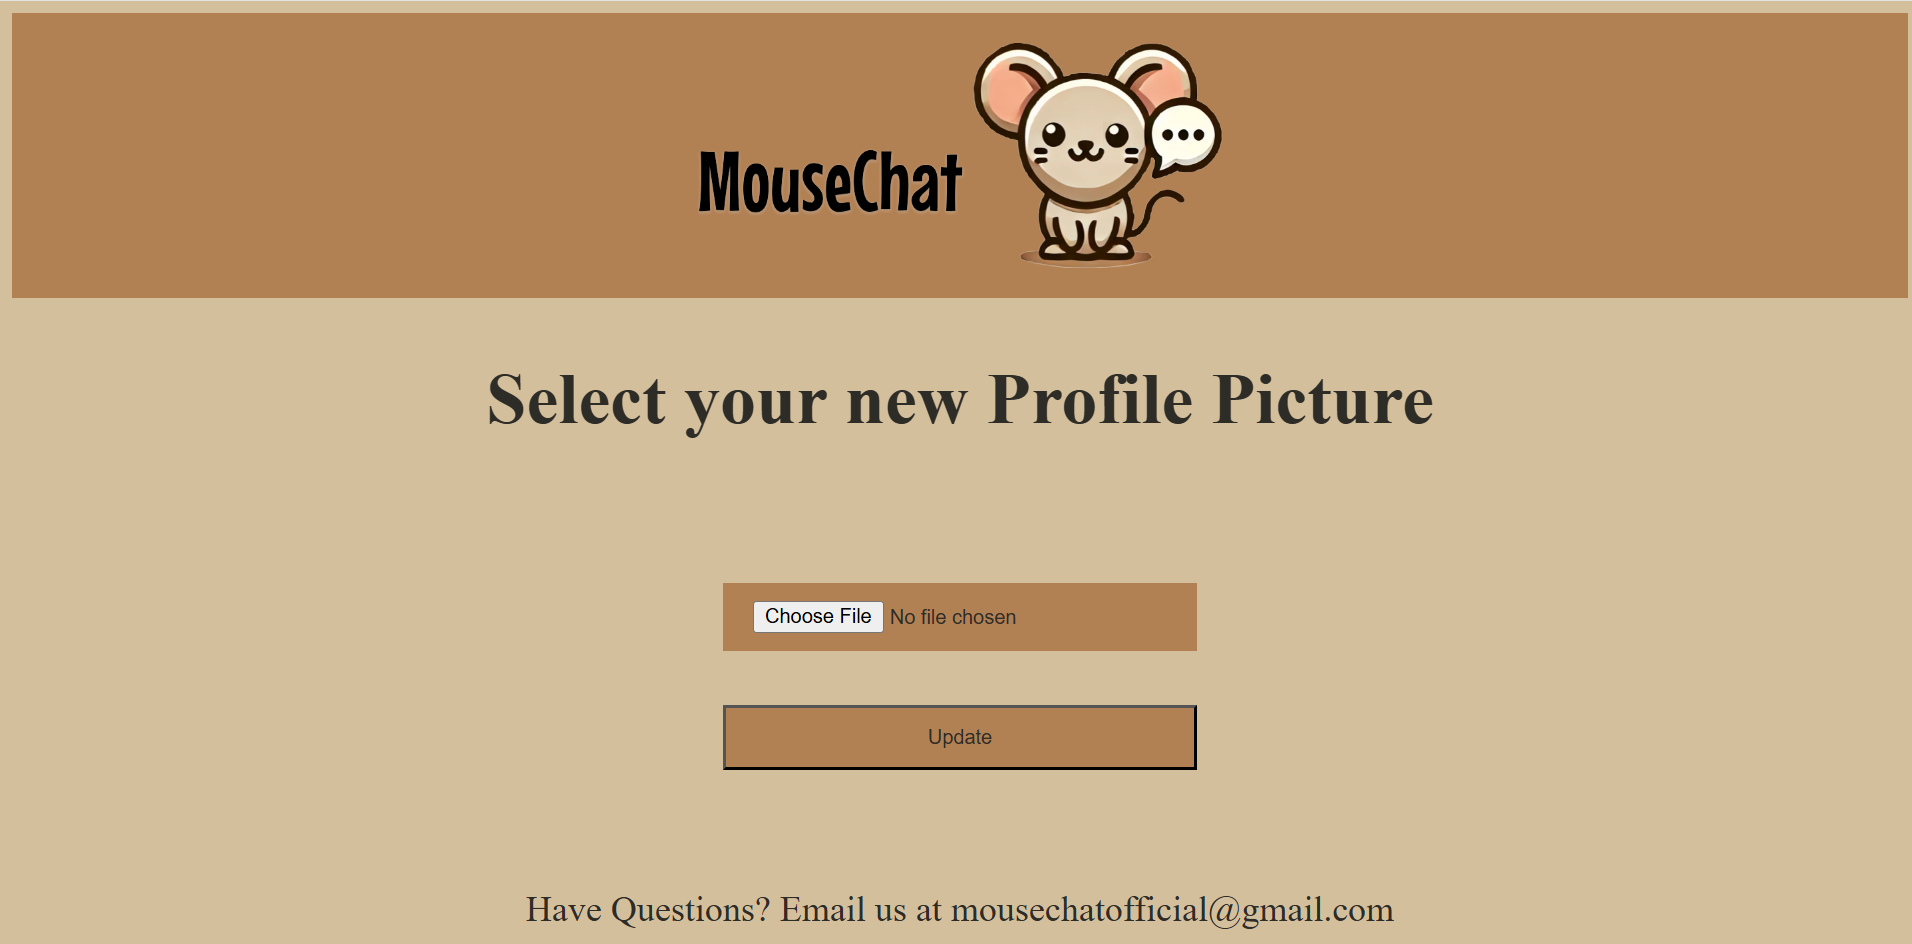 MouseChat
Select your new Profile Picture
Choose File No file chosen
Update
Have Questions? Email us at mousechatofficial@gmail.com